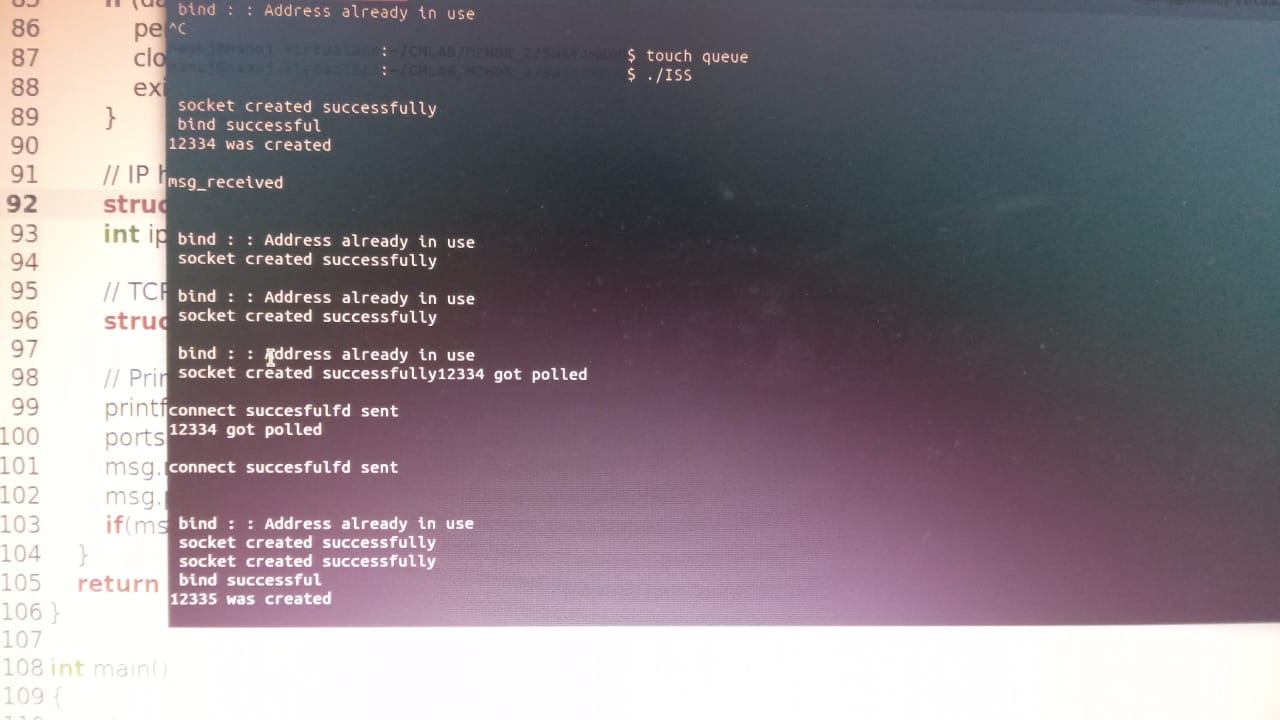 85 if (da
86 pe
87 clo
88 exi
89 }
90
91 // IP h
92 struc
93 int ip
94
95 // TCP
96 struc
97
98 // Prin
99 printf
100 ports
101 msg.
102 msg.
103 if(ms
104 }
105 return
106 }
107
108 int main()
109 {
bind : : Address already in use
^C
: $ touch queue
: $ ./ISS
socket created successfully
bind successful
12334 was created
msg_received
bind : : Address already in use
socket created successfully
bind : : Address already in use
socket created successfully
bind : : Address already in use
socket created successfully12334 got polled
connect succesfulfd sent
12334 got polled
connect succesfulfd sent
bind : : Address already in use
socket created successfully
socket created successfully
bind successful
12335 was created